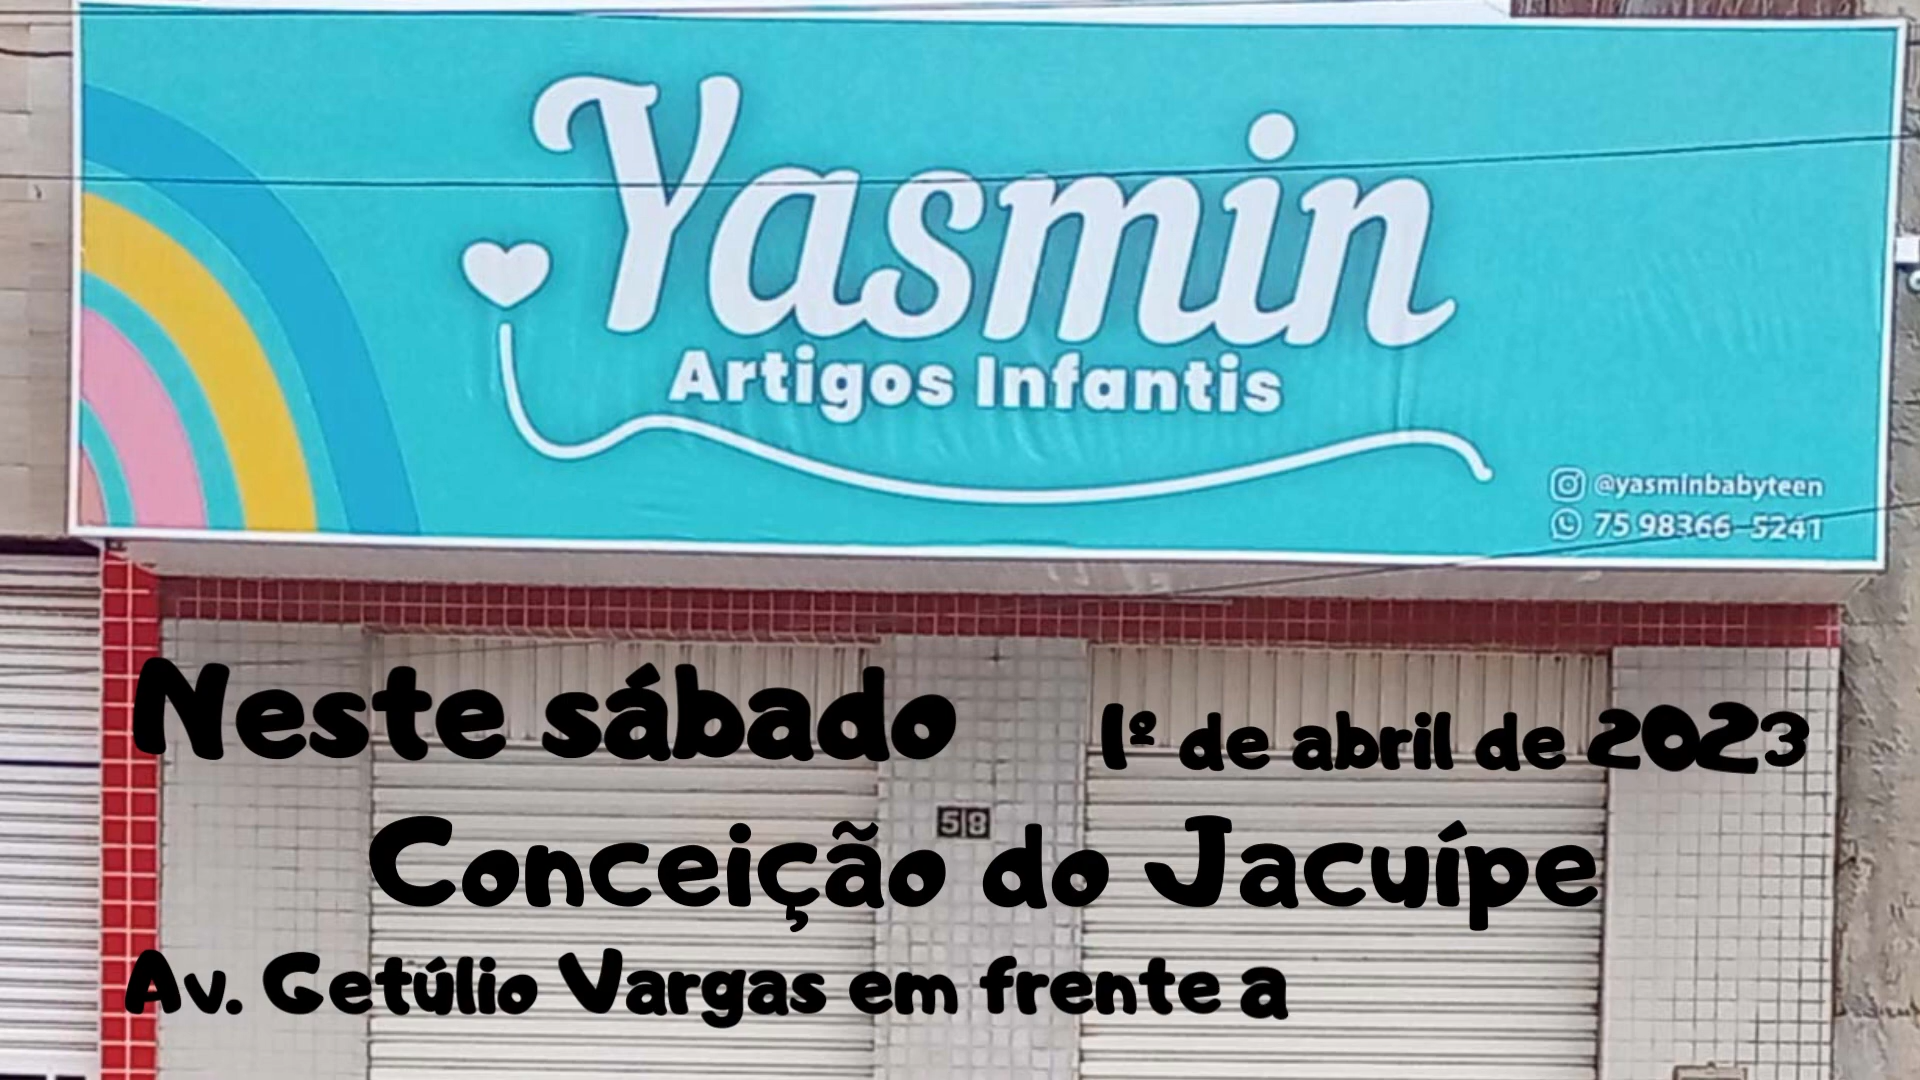 Yasmin
Artigos Infantis
@yasminbabyteen
75 98366-5241
Neste sábado 1º de abril de 2023
58
Conceição do Jacuípe
Av. Getúlio Vargas em frente a